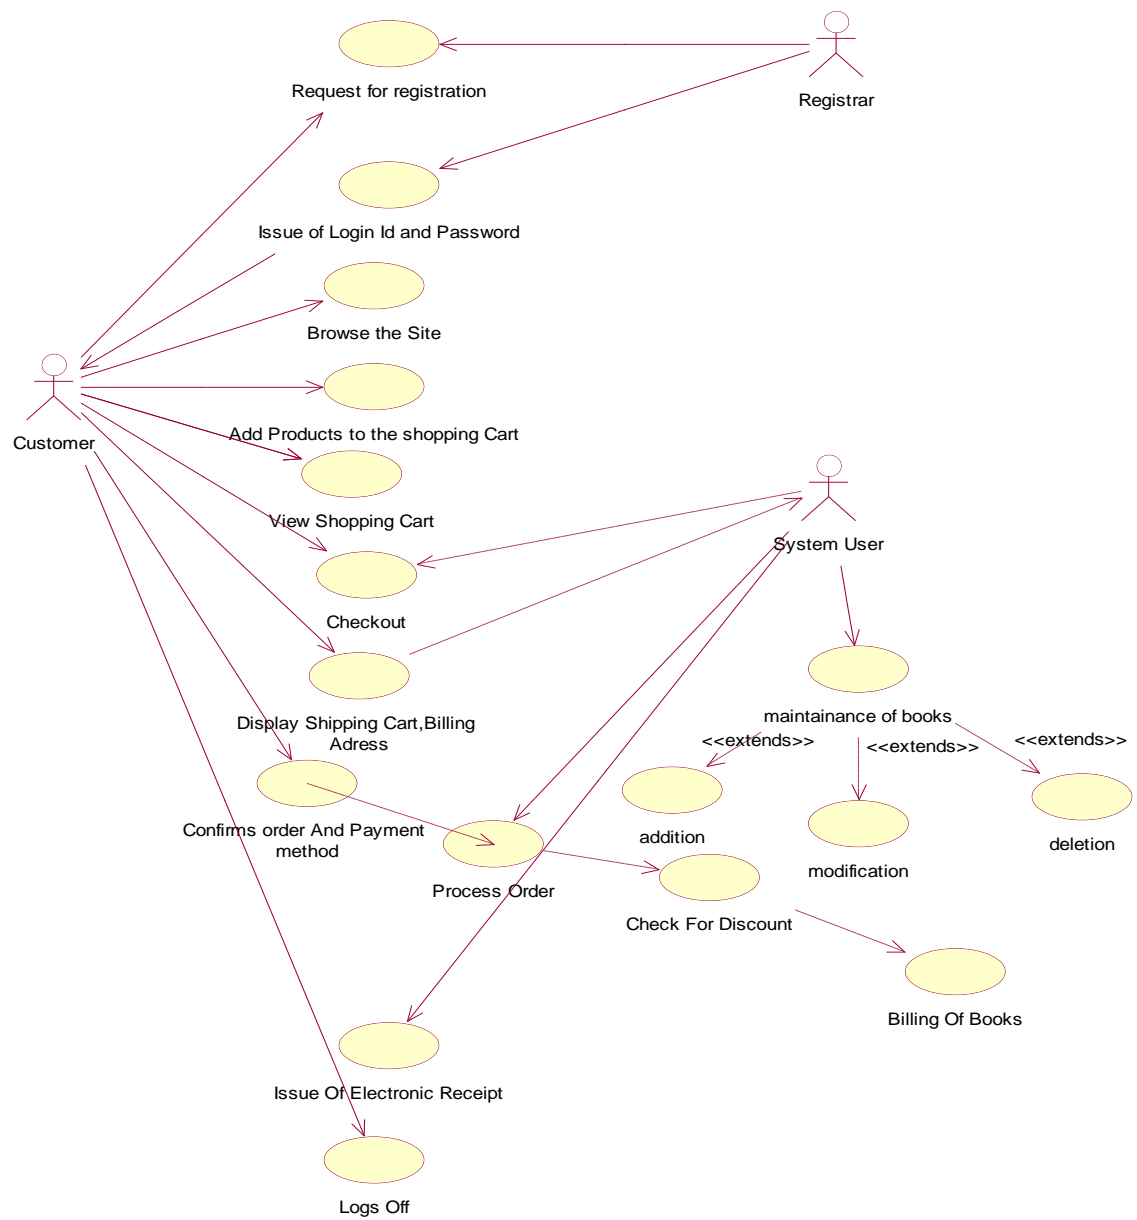 Request for registration
Registrar
Issue of Login Id and Password
Browse the Site
Customer
Add Products to the shopping Cart
View Shopping Cart
System User
Checkout
Display Shipping Cart,Billing
Adress
maintainance of books
<<extends>>
<<extends>>
<<extends>>
Confirms order And Payment
method
addition
modification
deletion
Process Order
Check For Discount
Billing Of Books
Issue Of Electronic Receipt
Logs Off